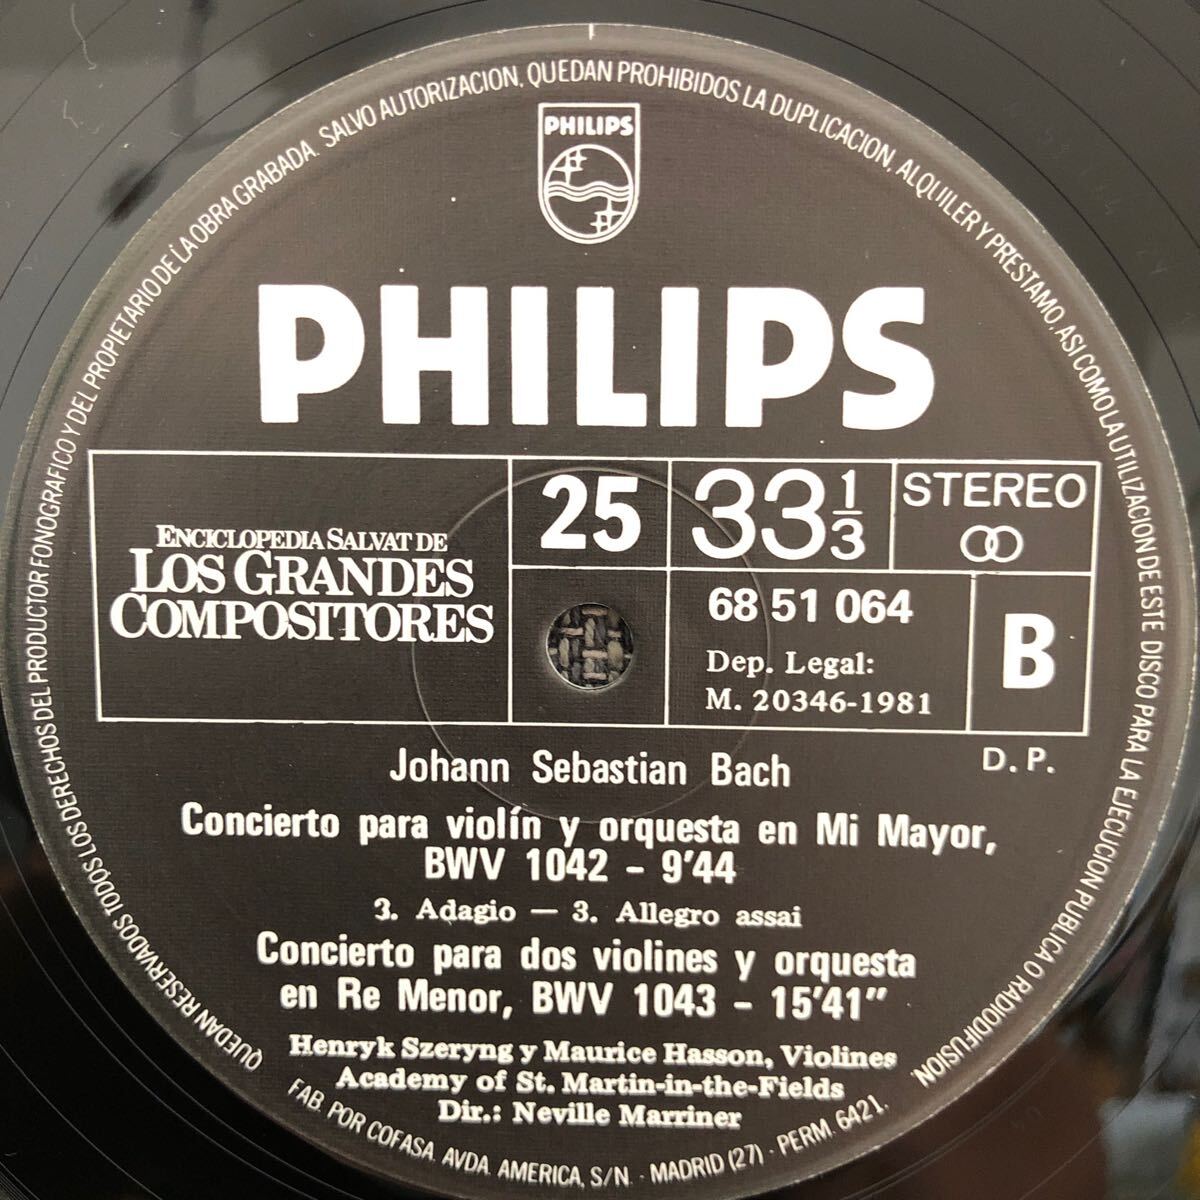 QUEDAN RESERVADOS TODOS LOS DERECHOS DEL PRODUCTOR FONOGRAFICO Y DEL PROPIETARIO DE LA OBRA GRABADA. SALVO AUTORIZACION, QUEDAN PROHIBIDOS LA DUPLICACION, ALQUILER Y PRESTAMO, ASI COMO LA UTILIZACION DE ESTE DISCO PARA LA EJECUCION PUBLICA O RADIODIFUSION.
PHILIPS
PHILIPS
ENCICLOPEDIA SALVAT DE
LOS GRANDES
COMPOSITORES
25
33 1/3
STEREO
68 51 064
Dep. Legal:
M. 20346-1981
B
D. P.
Johann Sebastian Bach
Concierto para violín y orquesta en Mi Mayor,
BWV 1042 - 9'44
3. Adagio — 3. Allegro assai
Concierto para dos violines y orquesta
en Re Menor, BWV 1043 - 15'41"
Henryk Szeryng y Maurice Hasson, Violines
Academy of St. Martin-in-the-Fields
Dir.: Neville Marriner
FAB. POR COFASA. AVDA. AMERICA, S/N. - MADRID (27) - PERM. 6421.